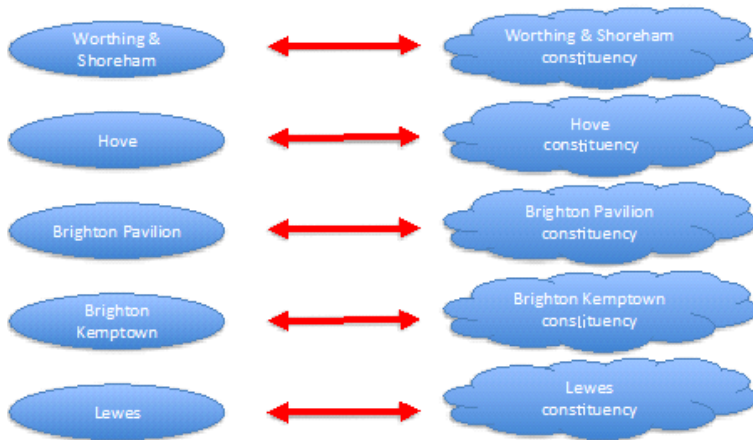 Worthing &
Shoreham
Worthing & Shoreham
constituency
Hove
Hove
constituency
Brighton Pavilion
Brighton Pavilion
constituency
Brighton
Kemptown
Brighton Kemptown
constituency
Lewes
Lewes
constituency